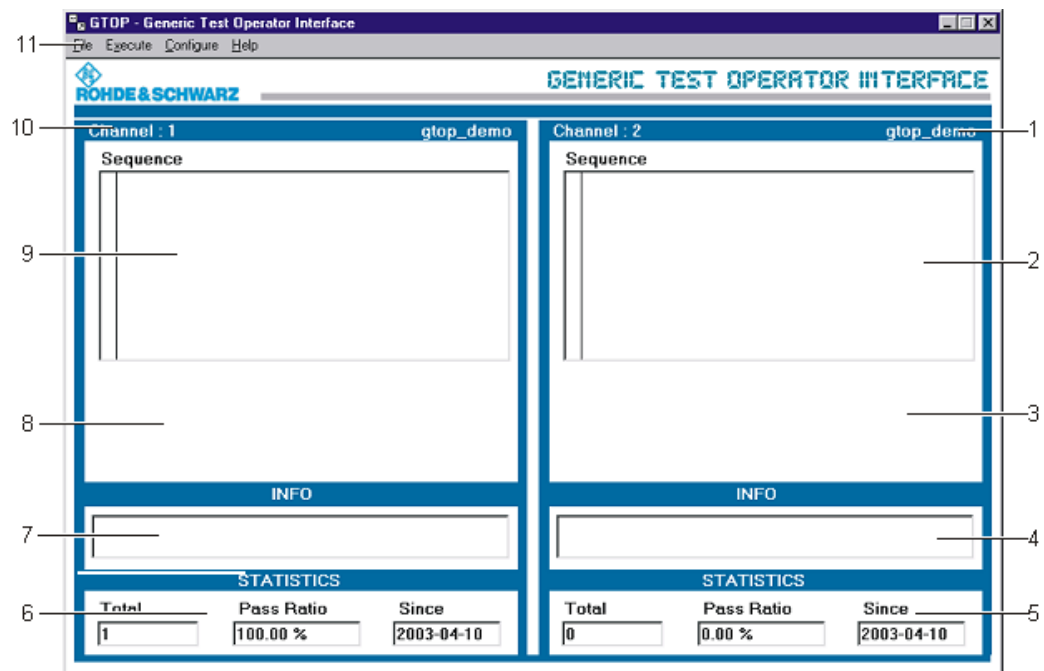 GTOP - Generic Test Operator Interface
11 File Execute Configure Help
ROHDE & SCHWARZ GENERIC TEST OPERATOR INTERFACE
10 Channel : 1 gtop_demo Channel : 2 gtop_demo 1
Sequence Sequence
9 2
8 3
INFO INFO
7 4
STATISTICS STATISTICS
6 Total Pass Ratio Since Total Pass Ratio Since 5
1 100.00 % 2003-04-10 0 0.00 % 2003-04-10